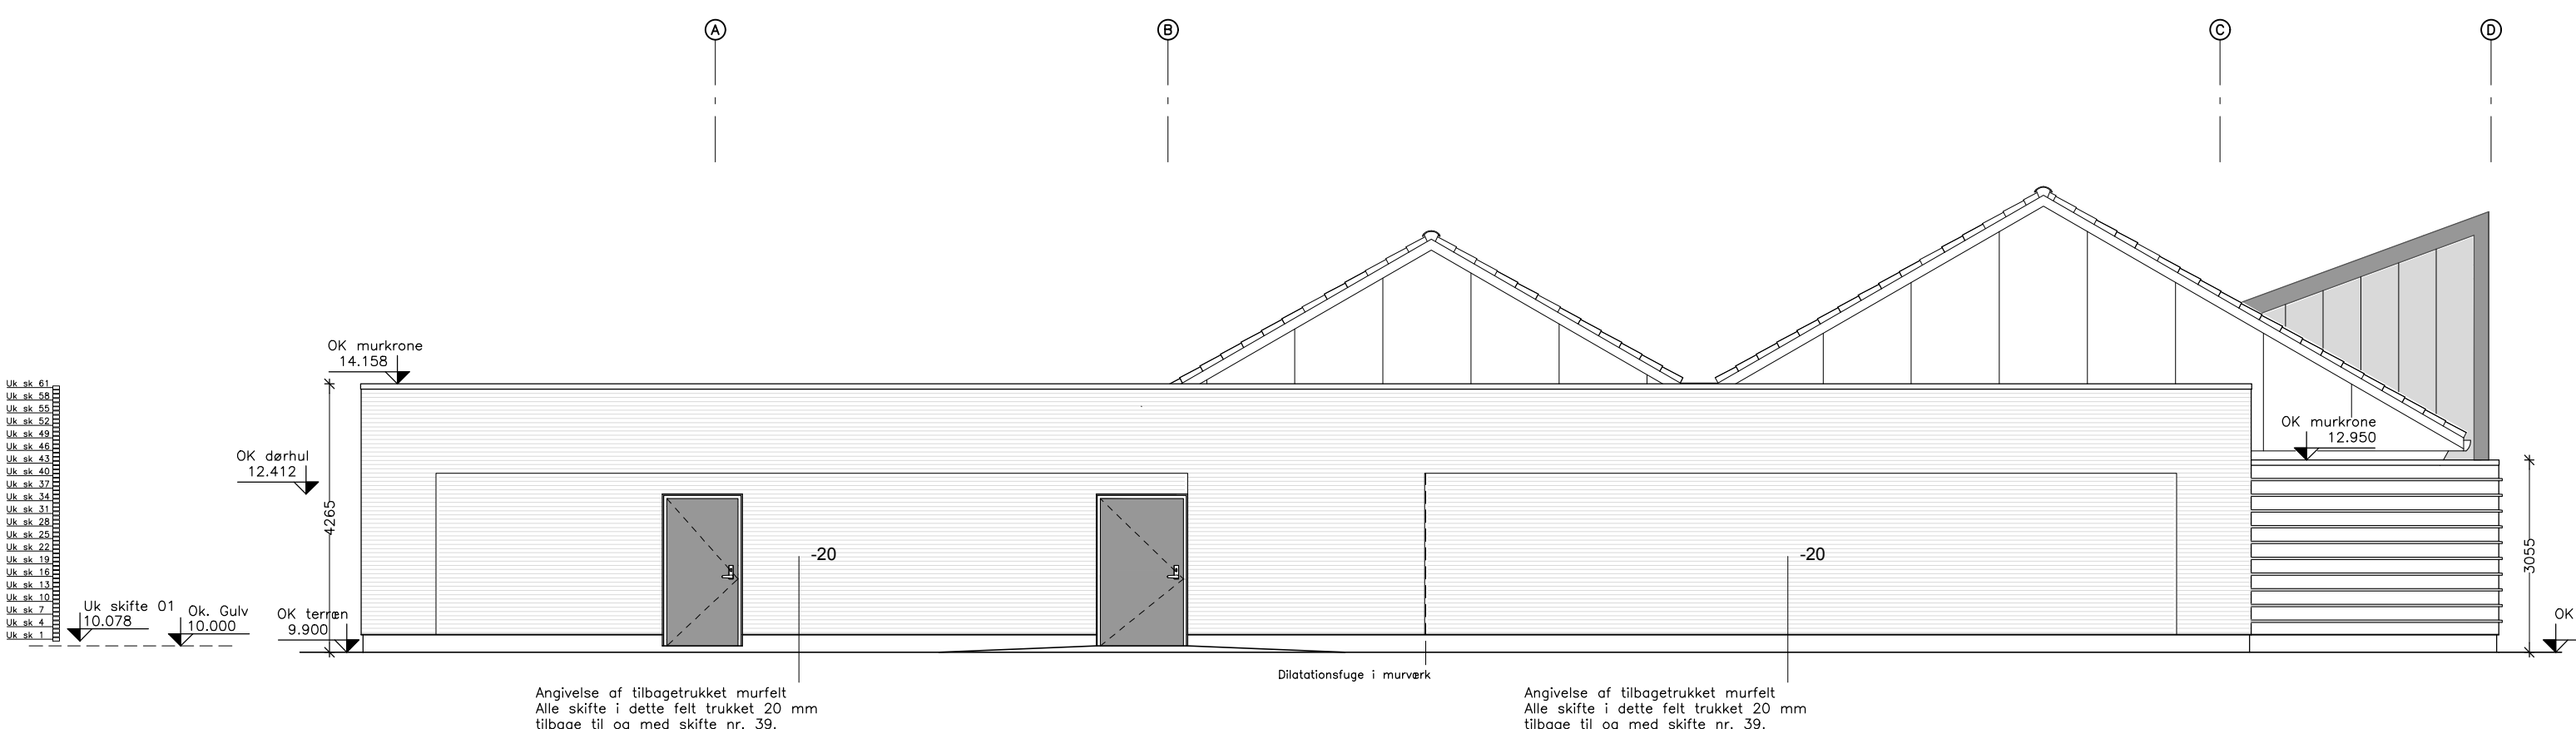 A
B
C
D
OK murkrone
14.158
Uk sk 61
Uk sk 58
Uk sk 55
Uk sk 52
Uk sk 49
Uk sk 46
Uk sk 43
Uk sk 40
Uk sk 37
Uk sk 34
Uk sk 31
Uk sk 28
Uk sk 25
Uk sk 22
Uk sk 19
Uk sk 16
Uk sk 13
Uk sk 10
Uk sk 7
Uk sk 4
Uk sk 1
OK dørhul
12.412
4265
Uk skifte 01
10.078
Ok. Gulv
10.000
OK terræn
9.900
-20
-20
OK murkrone
12.950
3055
OK
Dilatationsfuge i murværk
Angivelse af tilbagetrukket murfelt
Alle skifte i dette felt trukket 20 mm
tilbage til og med skifte nr. 39.
Angivelse af tilbagetrukket murfelt
Alle skifte i dette felt trukket 20 mm
tilbage til og med skifte nr. 39.